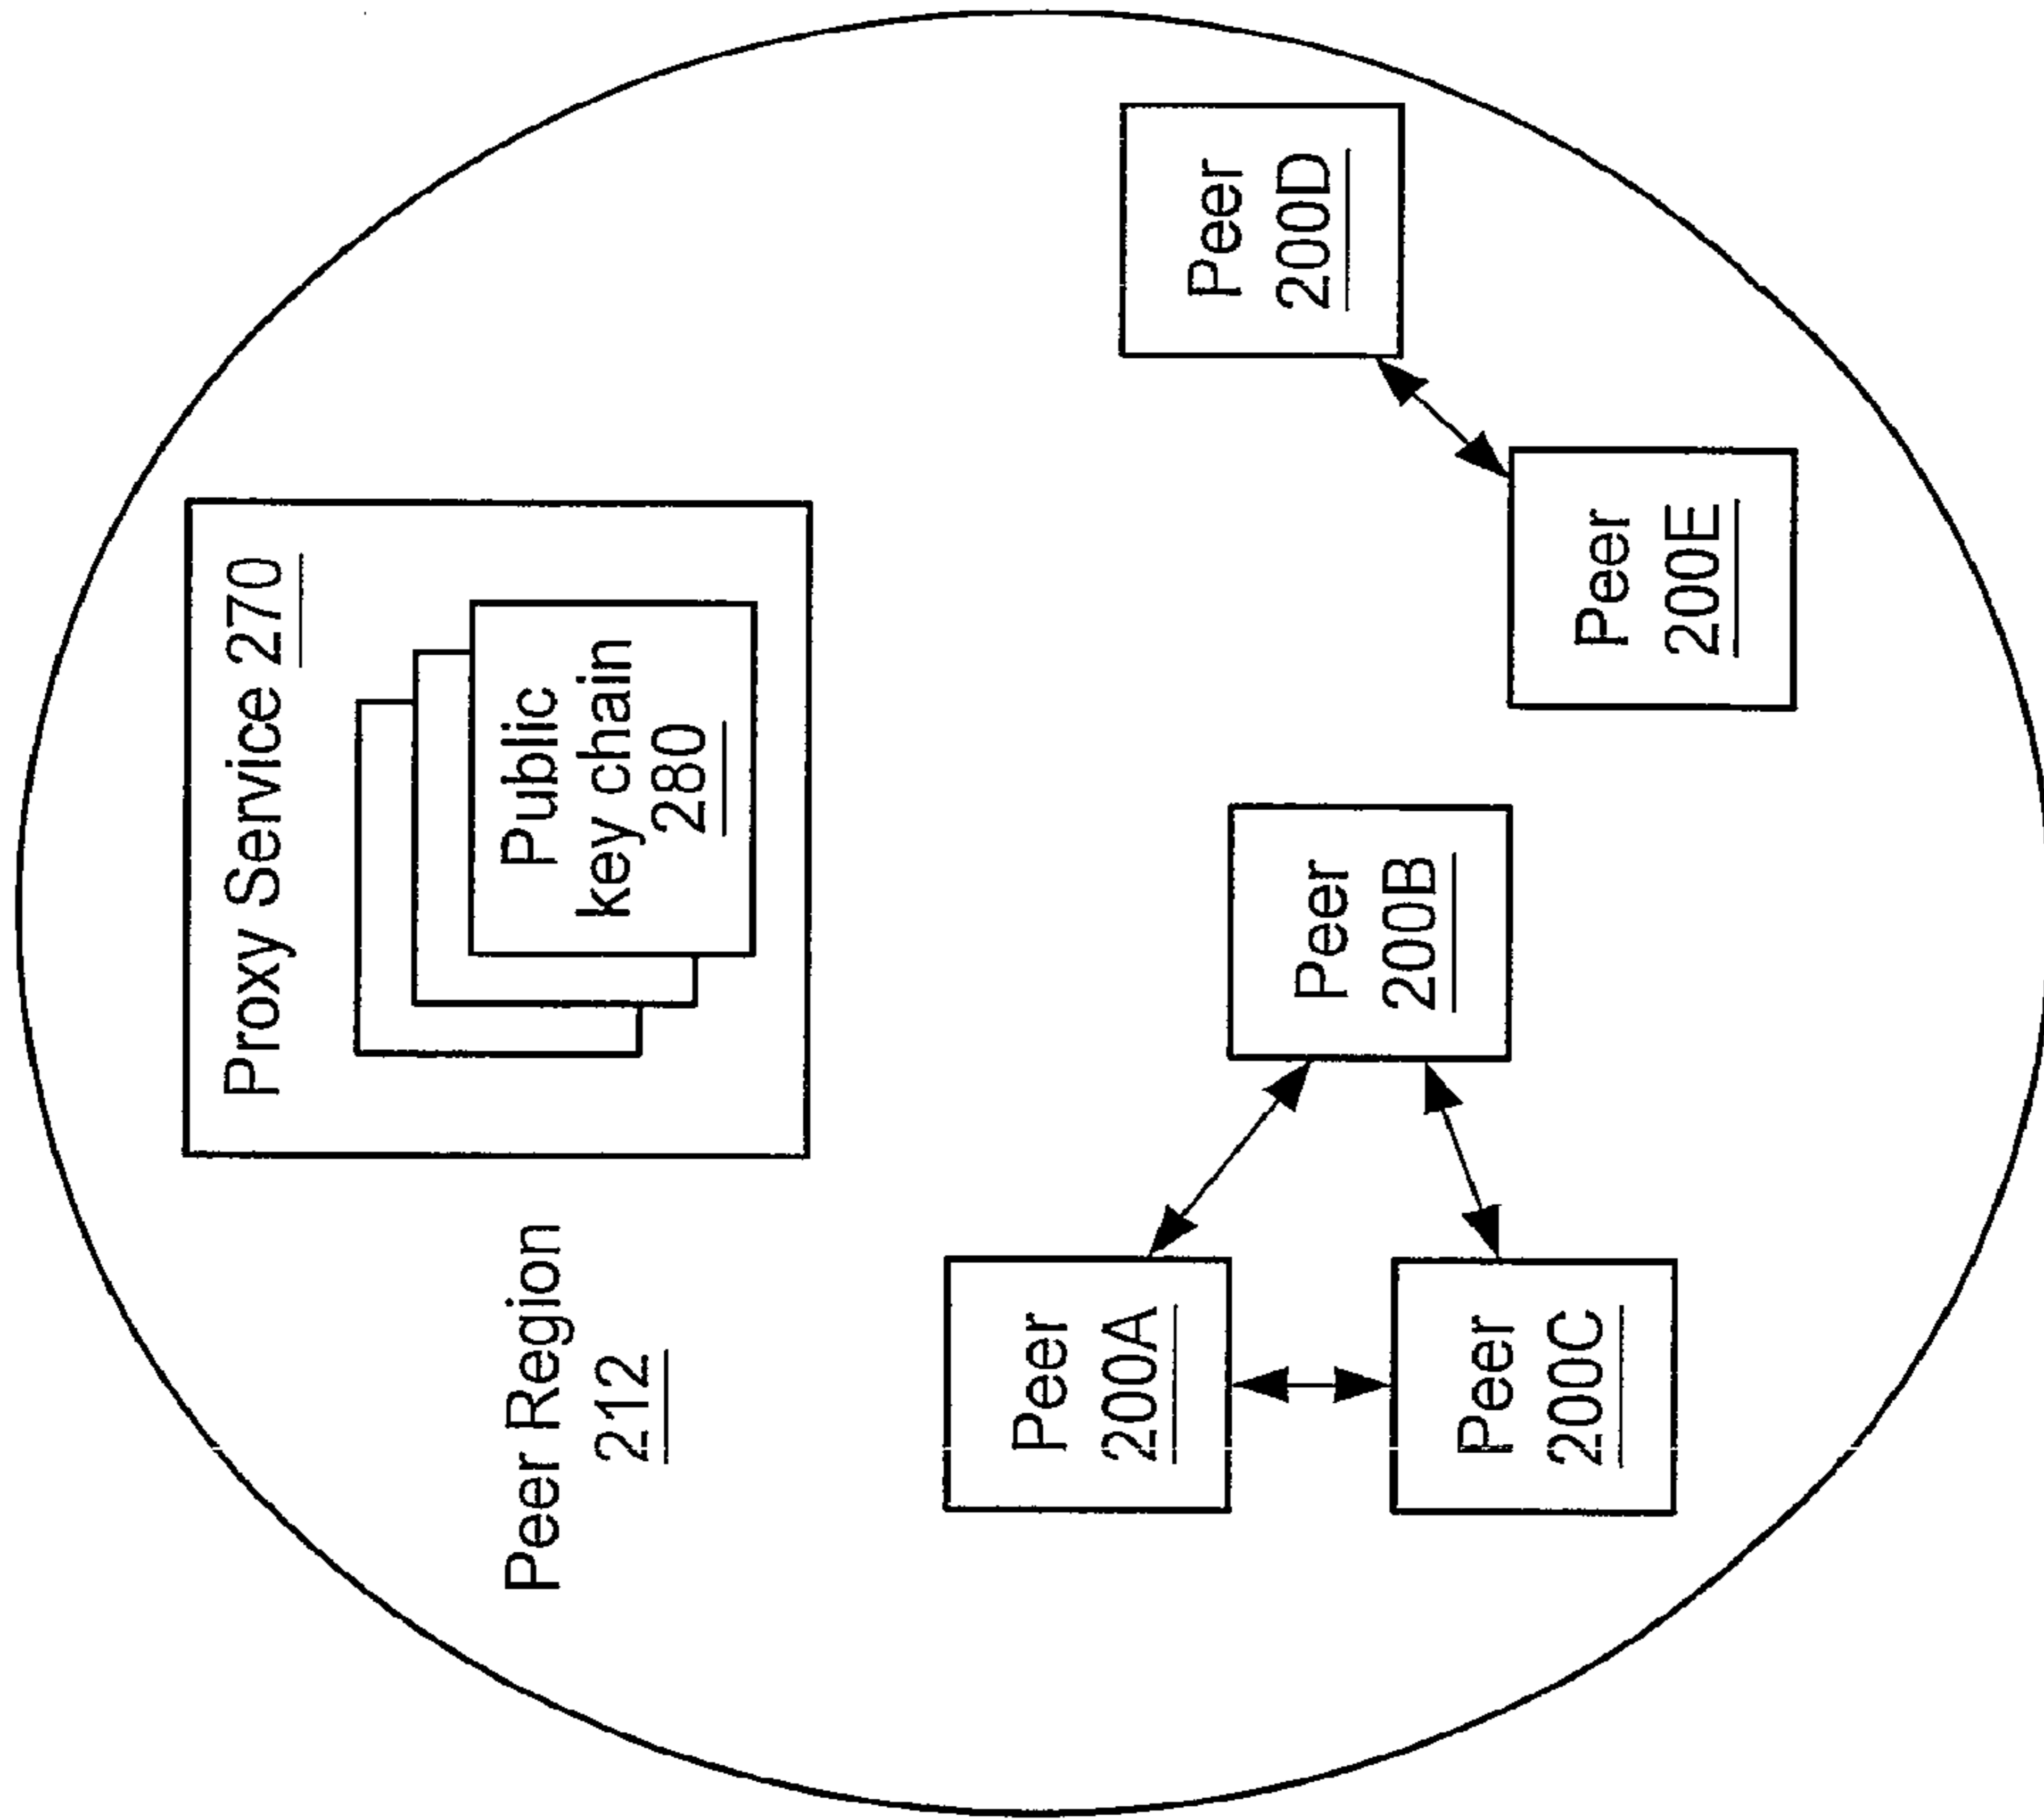 Peer Region
212
Proxy Service 270
Public
key chain
280
Peer
200A
Peer
200B
Peer
200C
Peer
200D
Peer
200E